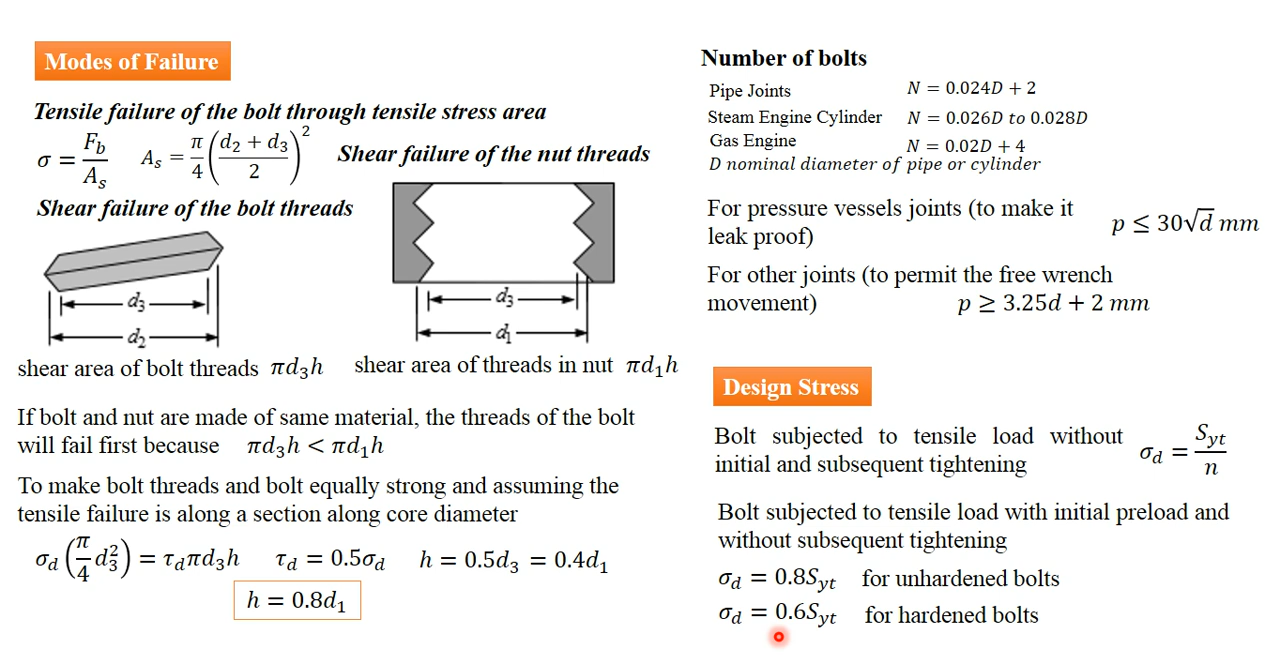 Modes of Failure
Tensile failure of the bolt through tensile stress area
σ = F_b / A_s    A_s = π/4 ((d_2 + d_3) / 2)^2
Shear failure of the nut threads
Shear failure of the bolt threads
d_3
d_2
d_3
d_1
shear area of bolt threads πd_3h
shear area of threads in nut πd_1h
If bolt and nut are made of same material, the threads of the bolt
will fail first because πd_3h < πd_1h
To make bolt threads and bolt equally strong and assuming the
tensile failure is along a section along core diameter
σ_d (π/4 d_3^2) = τ_d πd_3h    τ_d = 0.5σ_d    h = 0.5d_3 = 0.4d_1
h = 0.8d_1
Number of bolts
Pipe Joints    N = 0.024D + 2
Steam Engine Cylinder    N = 0.026D to 0.028D
Gas Engine    N = 0.02D + 4
D nominal diameter of pipe or cylinder
For pressure vessels joints (to make it
leak proof)    p ≤ 30√d mm
For other joints (to permit the free wrench
movement)    p ≥ 3.25d + 2 mm
Design Stress
Bolt subjected to tensile load without
initial and subsequent tightening    σ_d = S_yt / n
Bolt subjected to tensile load with initial preload and
without subsequent tightening
σ_d = 0.8S_yt    for unhardened bolts
σ_d = 0.6S_yt    for hardened bolts